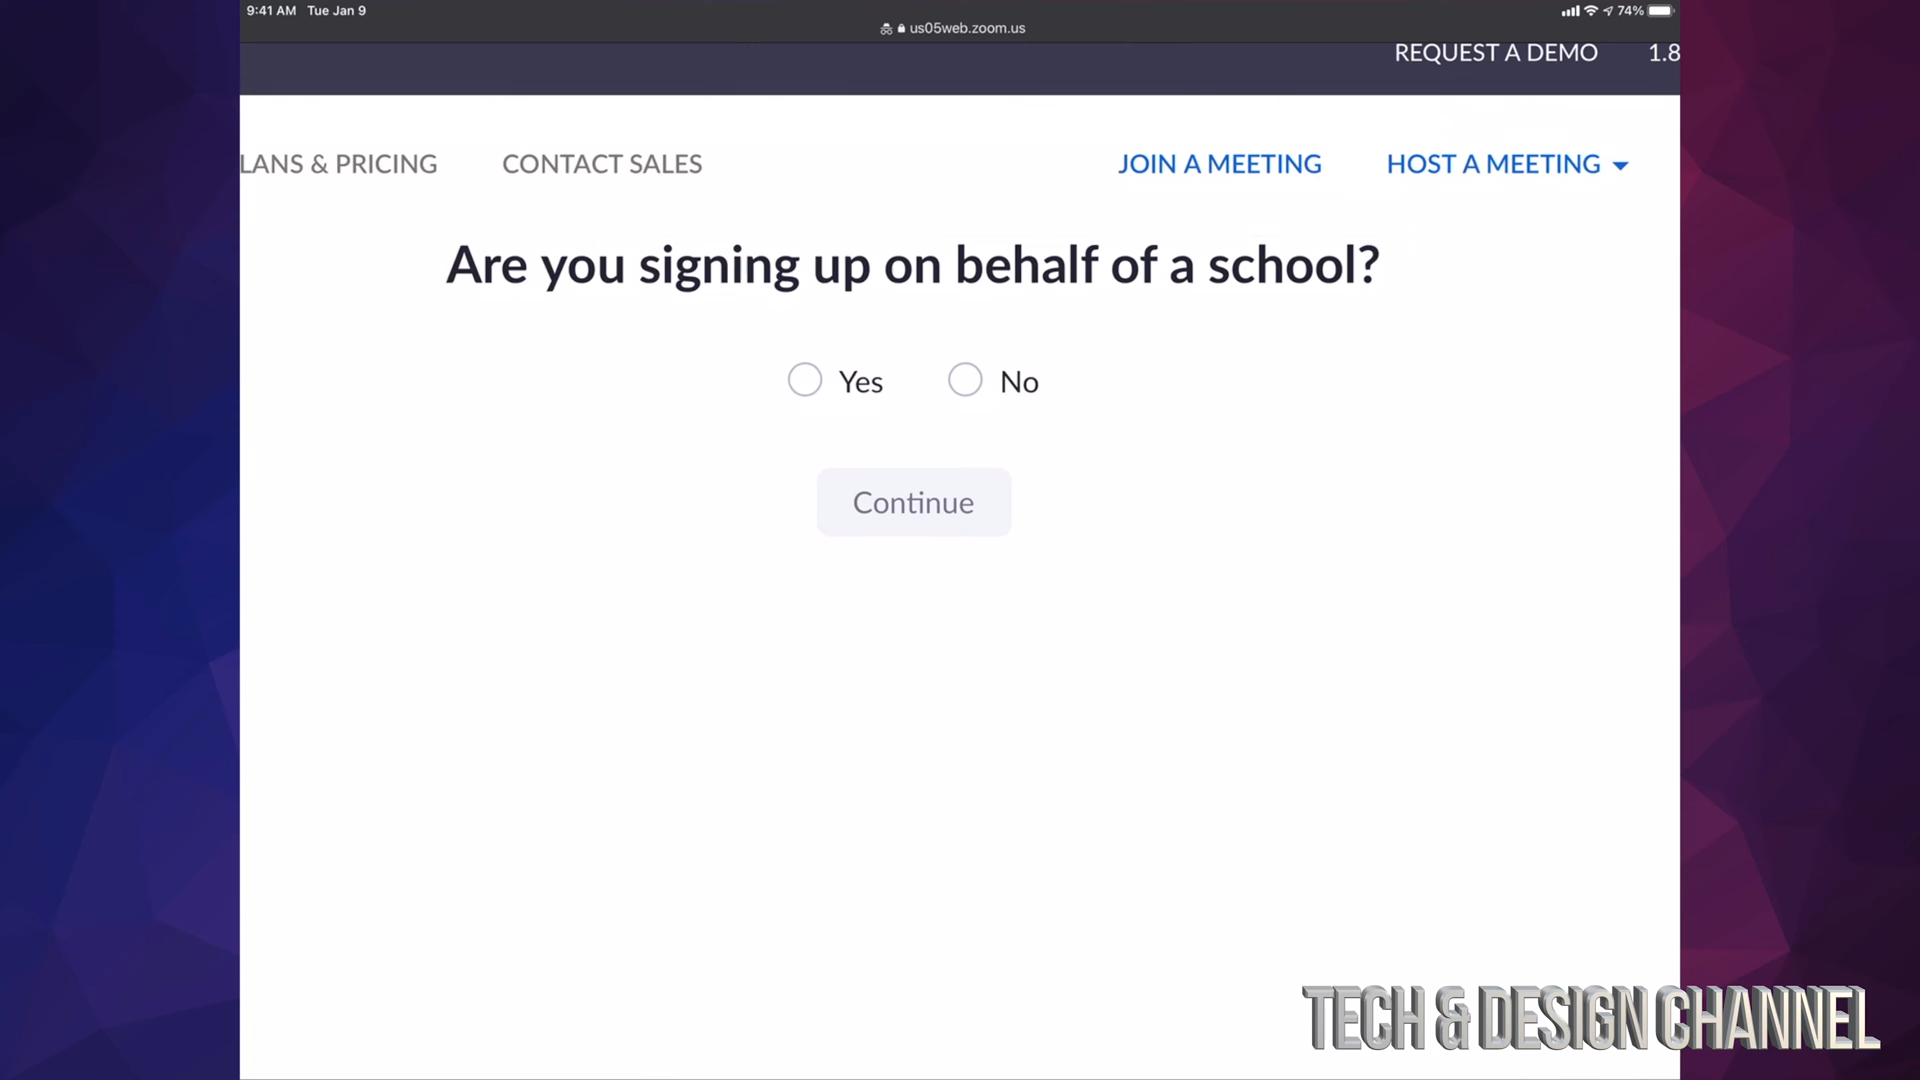 9:41 AM Tue Jan 9
74%
us05web.zoom.us
REQUEST A DEMO 1.8
LANS & PRICING CONTACT SALES JOIN A MEETING HOST A MEETING
Are you signing up on behalf of a school?
Yes No
Continue
TECH & DESIGN CHANNEL